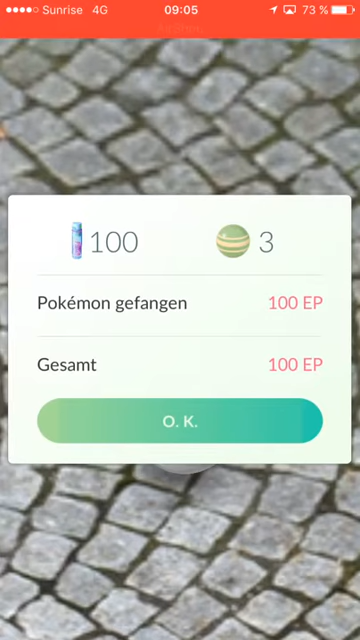 Sunrise 4G 09:05 73 %
100 3
Pokémon gefangen 100 EP
Gesamt 100 EP
O. K.